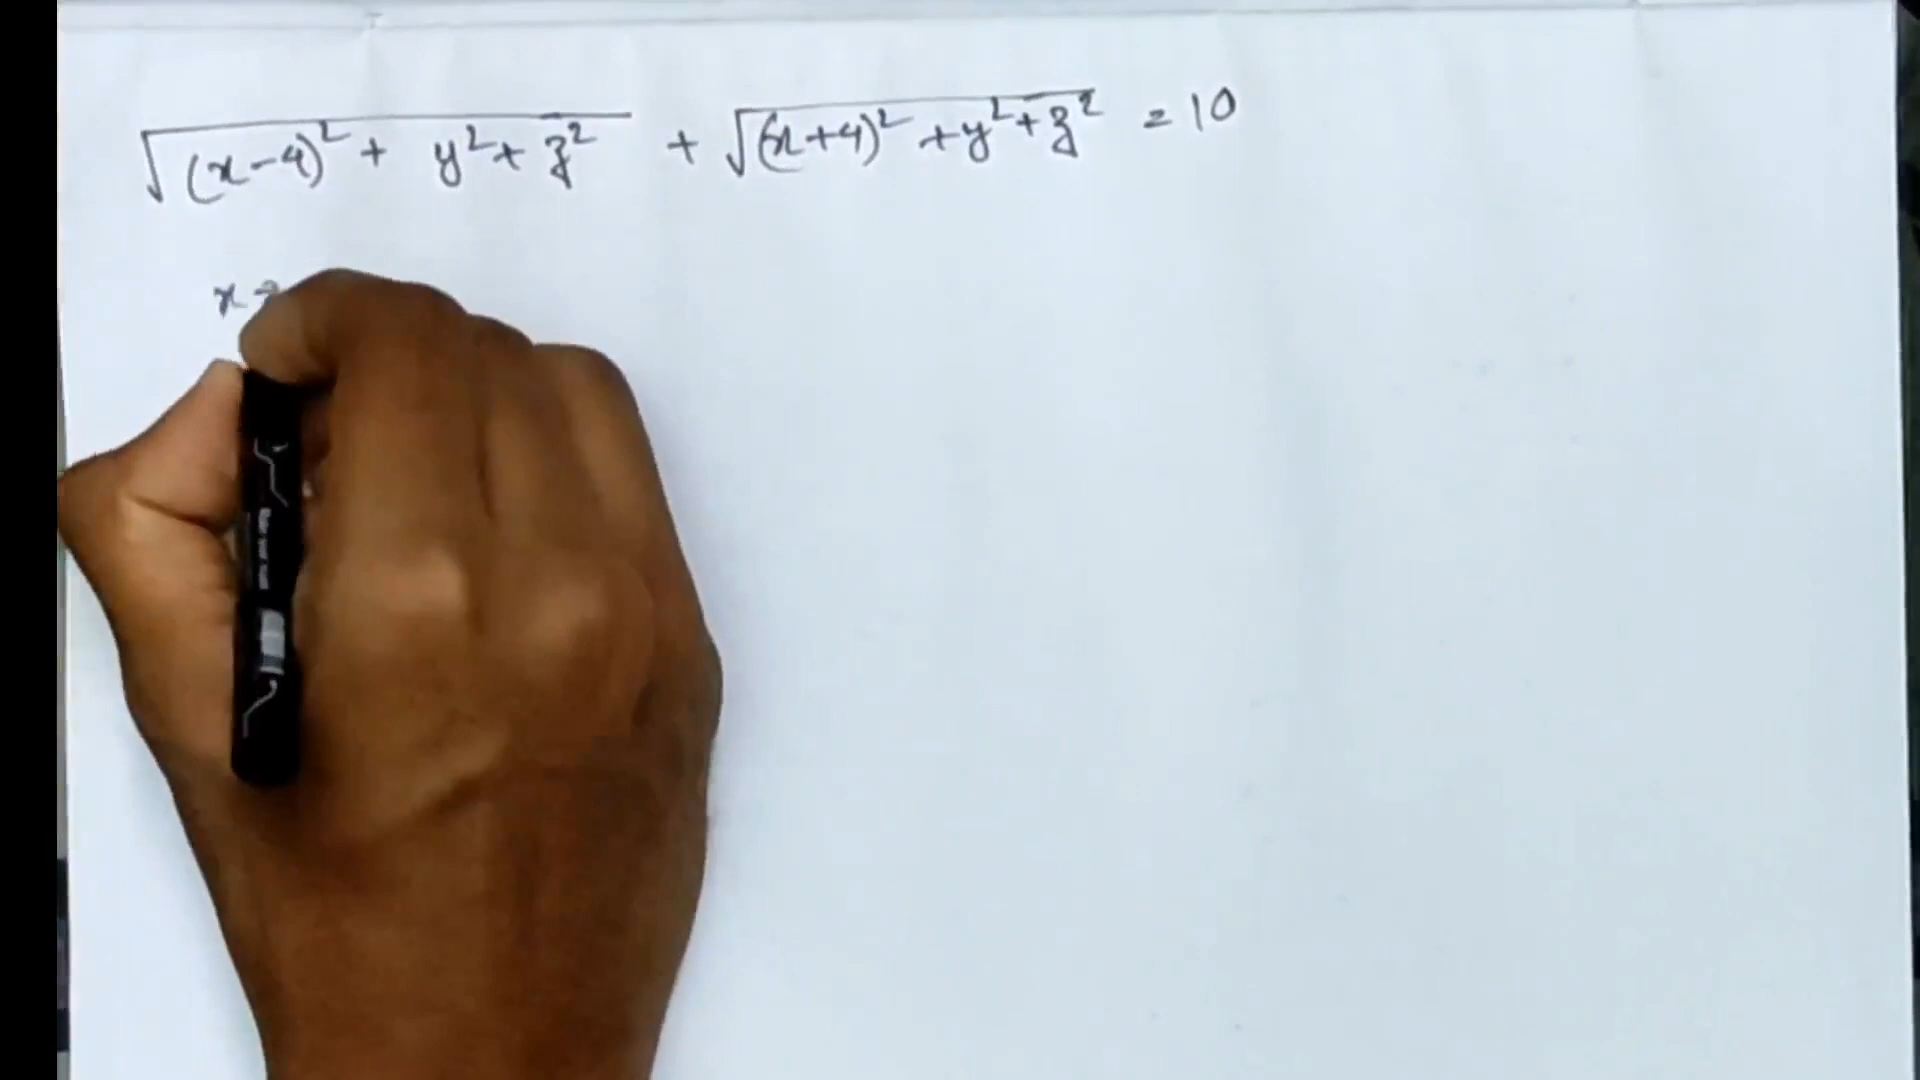 √(x-4)² + y² + z² + √(x+4)² + y² + z² = 10
x =